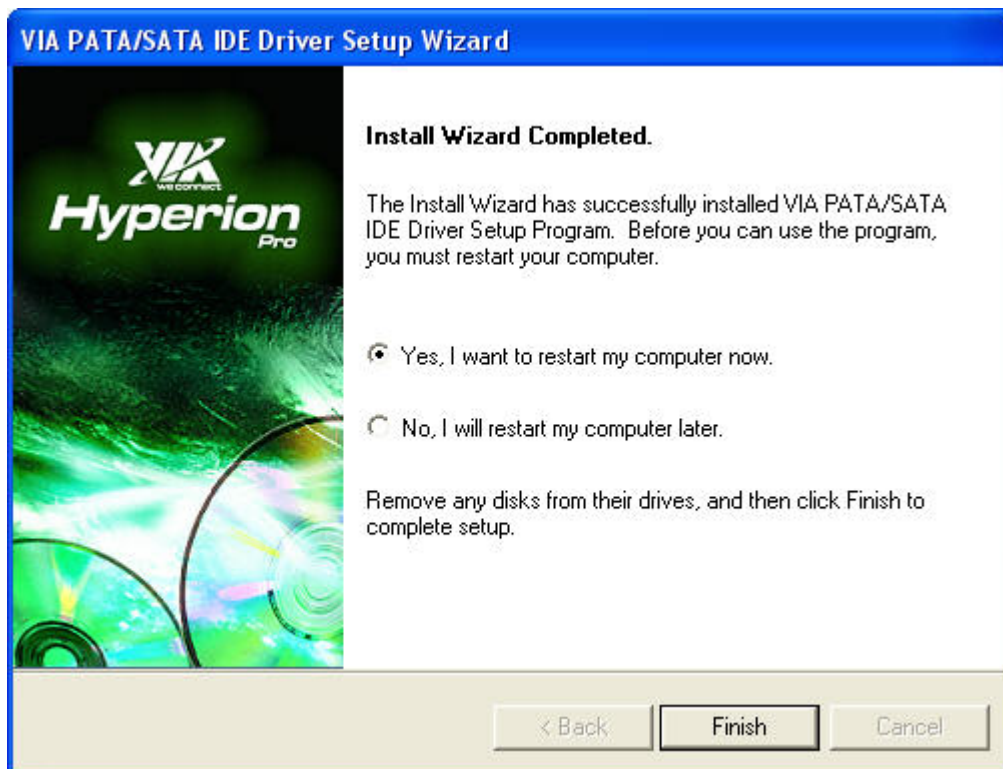 VIA PATA/SATA IDE Driver Setup Wizard
VIA
we connect
Hyperion
Pro
Install Wizard Completed.
The Install Wizard has successfully installed VIA PATA/SATA
IDE Driver Setup Program.  Before you can use the program,
you must restart your computer.
Yes, I want to restart my computer now.
No, I will restart my computer later.
Remove any disks from their drives, and then click Finish to
complete setup.
< Back
Finish
Cancel